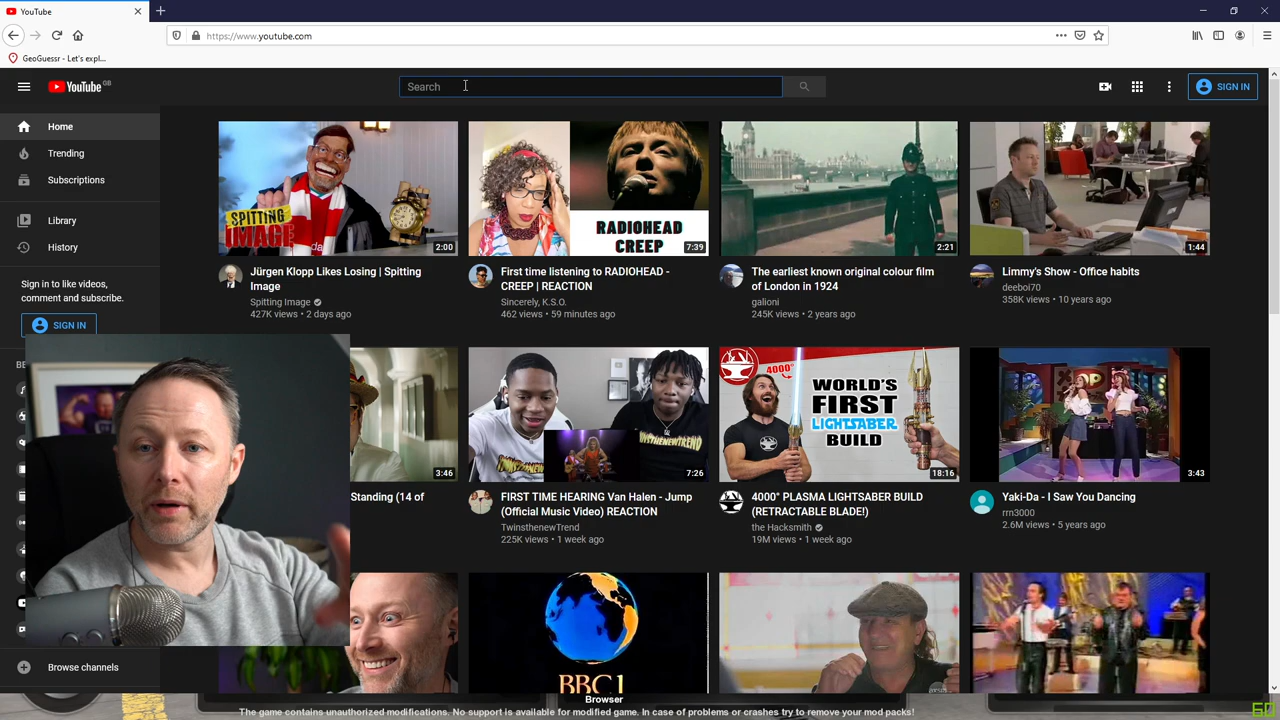 YouTube
https://www.youtube.com
GeoGuessr - Let's expl...
YouTube GB
Search
SIGN IN
Home
Trending
Subscriptions
Library
History
Sign in to like videos,
comment and subscribe.
SIGN IN
BE
Browse channels
SPITTING
IMAGE
2:00
Jürgen Klopp Likes Losing | Spitting
Image
Spitting Image
427K views • 2 days ago
RADIOHEAD
CREEP
7:39
First time listening to RADIOHEAD -
CREEP | REACTION
Sincerely, K.S.O.
462 views • 59 minutes ago
2:21
The earliest known original colour film
of London in 1924
galioni
245K views • 2 years ago
1:44
Limmy's Show - Office habits
deebol70
358K views • 10 years ago
3:46
Standing (14 of
7:26
FIRST TIME HEARING Van Halen - Jump
(Official Music Video) REACTION
TwinsthenewTrend
225K views • 1 week ago
4000°
WORLD'S
FIRST
LIGHTSABER
BUILD
18:16
4000° PLASMA LIGHTSABER BUILD
(RETRACTABLE BLADE!)
the Hacksmith
19M views • 1 week ago
3:43
Yaki-Da - I Saw You Dancing
rrn3000
2.6M views • 5 years ago
BBC1
Browser
The game contains unauthorized modifications. No support is available for modified game. In case of problems or crashes try to remove your mod packs!
60